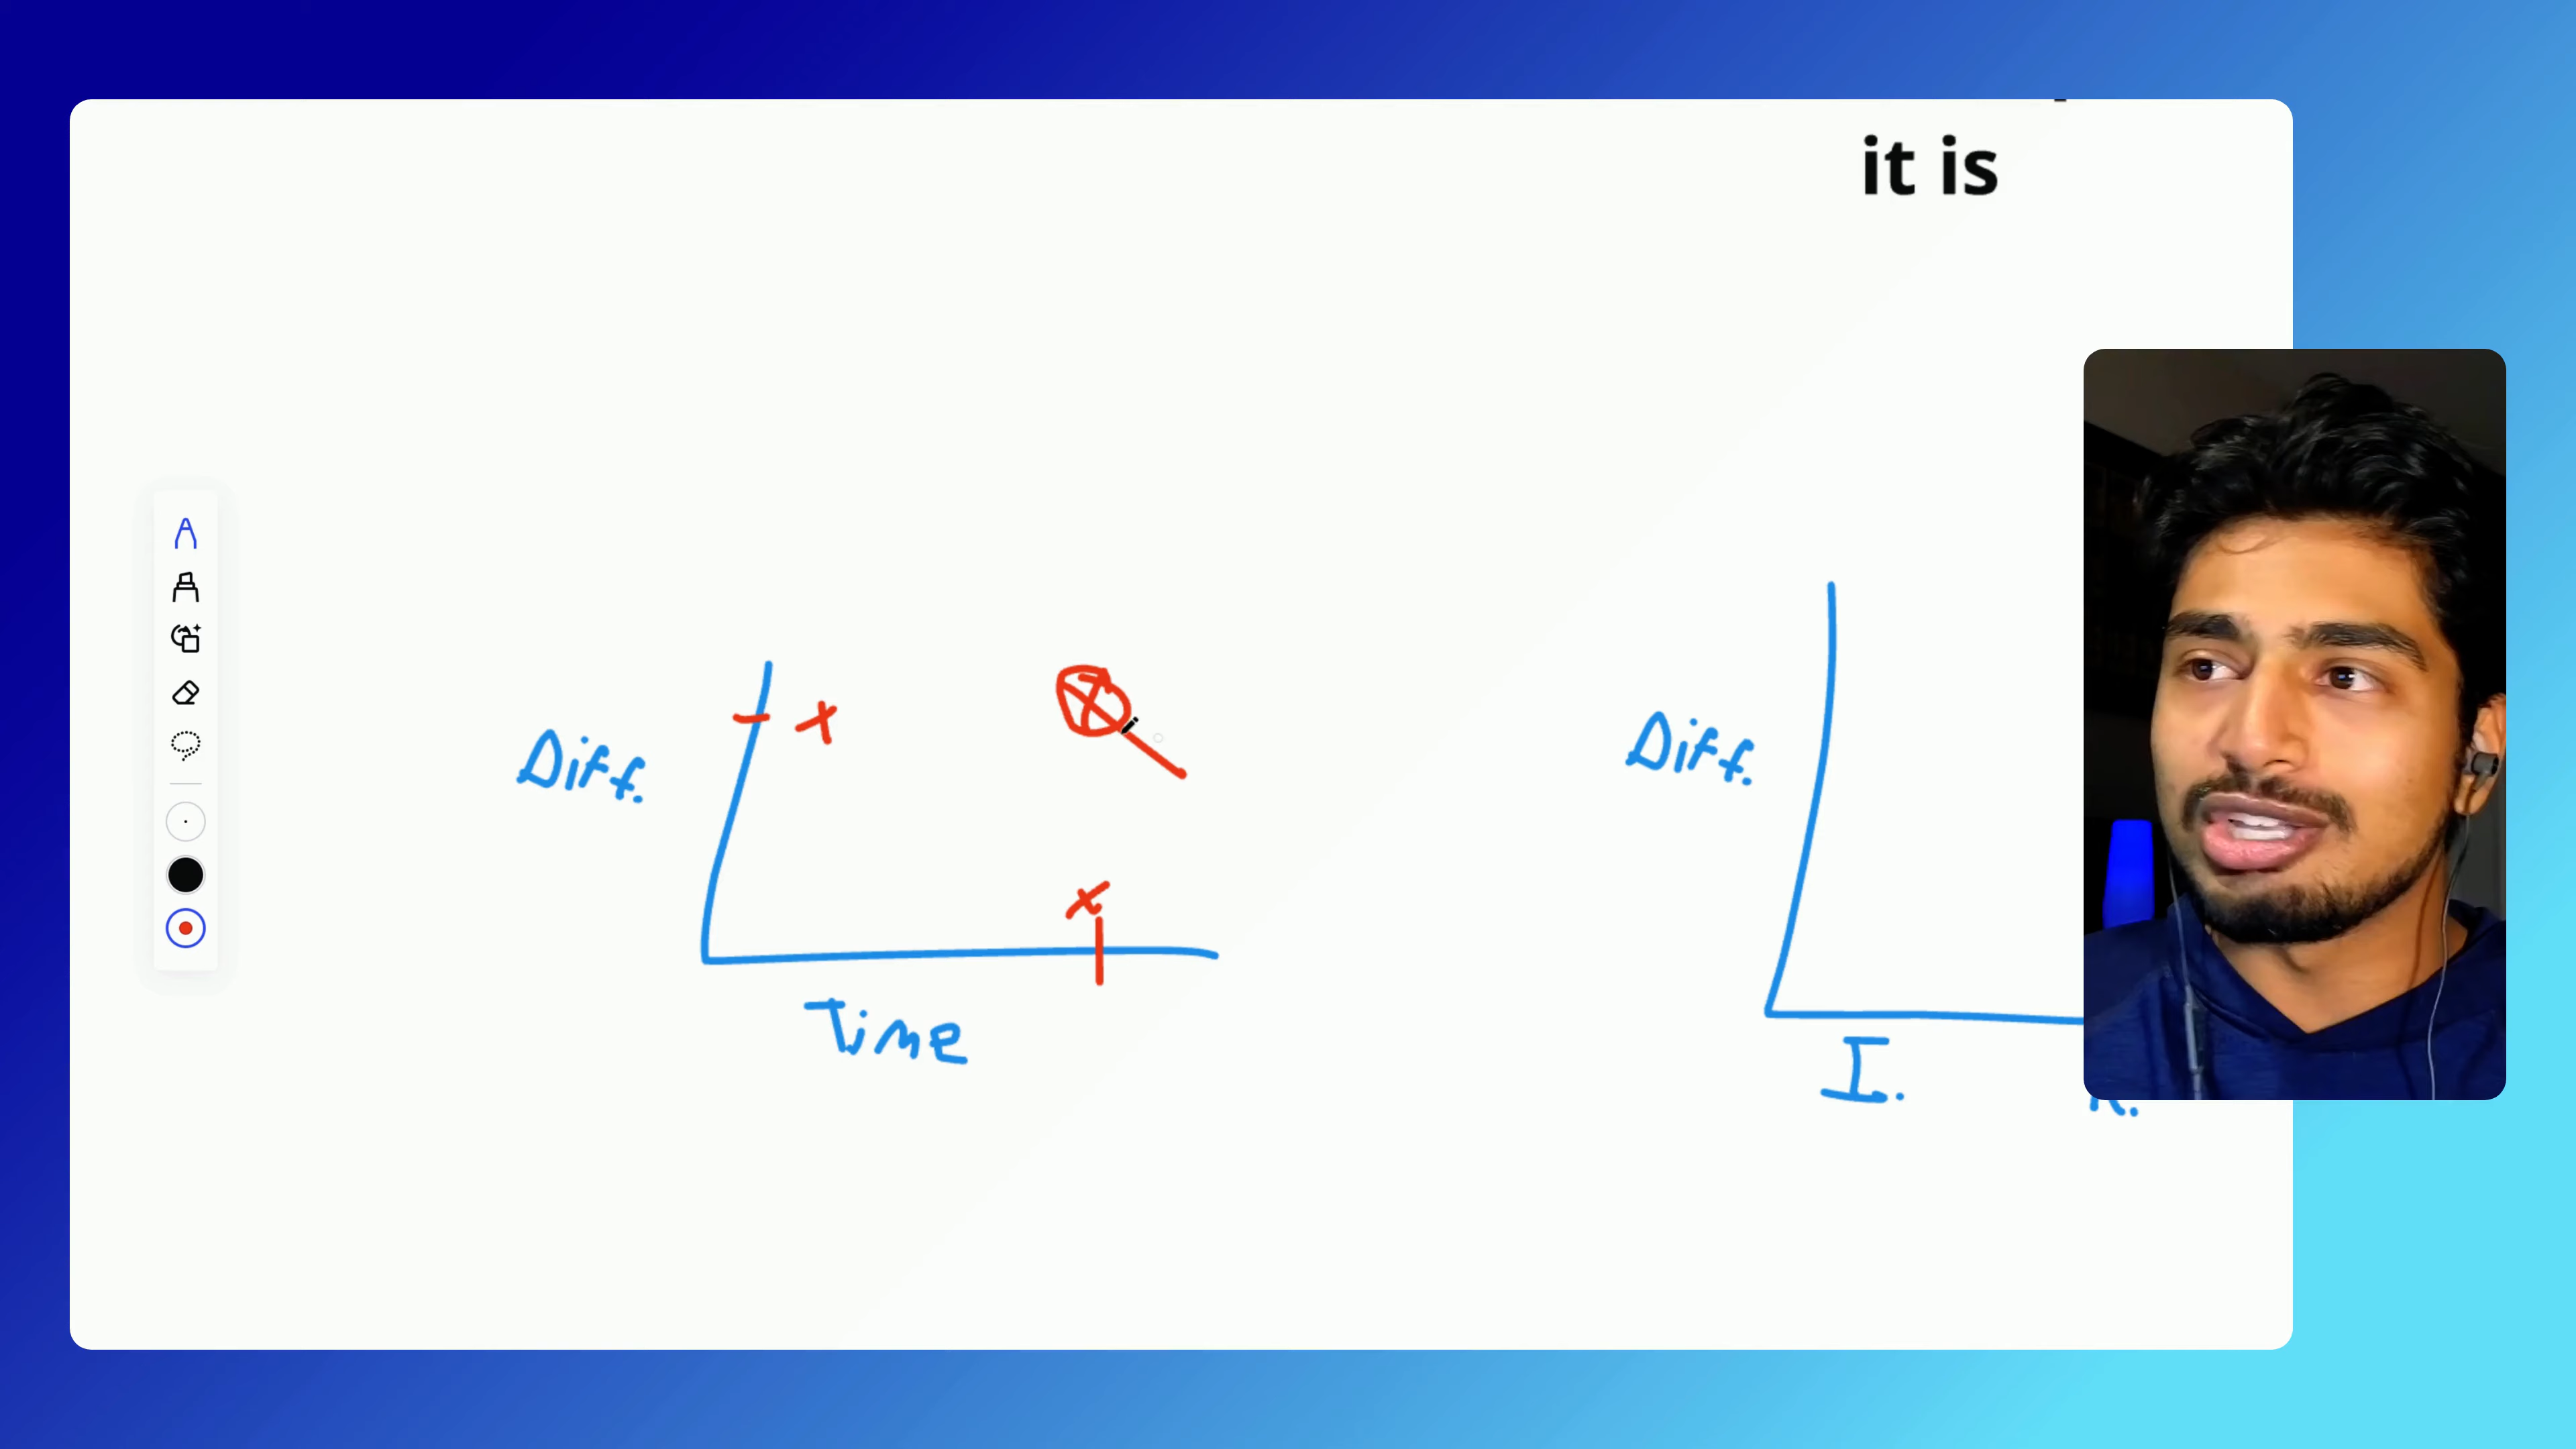 it is
Diff.
x
x
Time
Diff.
I.